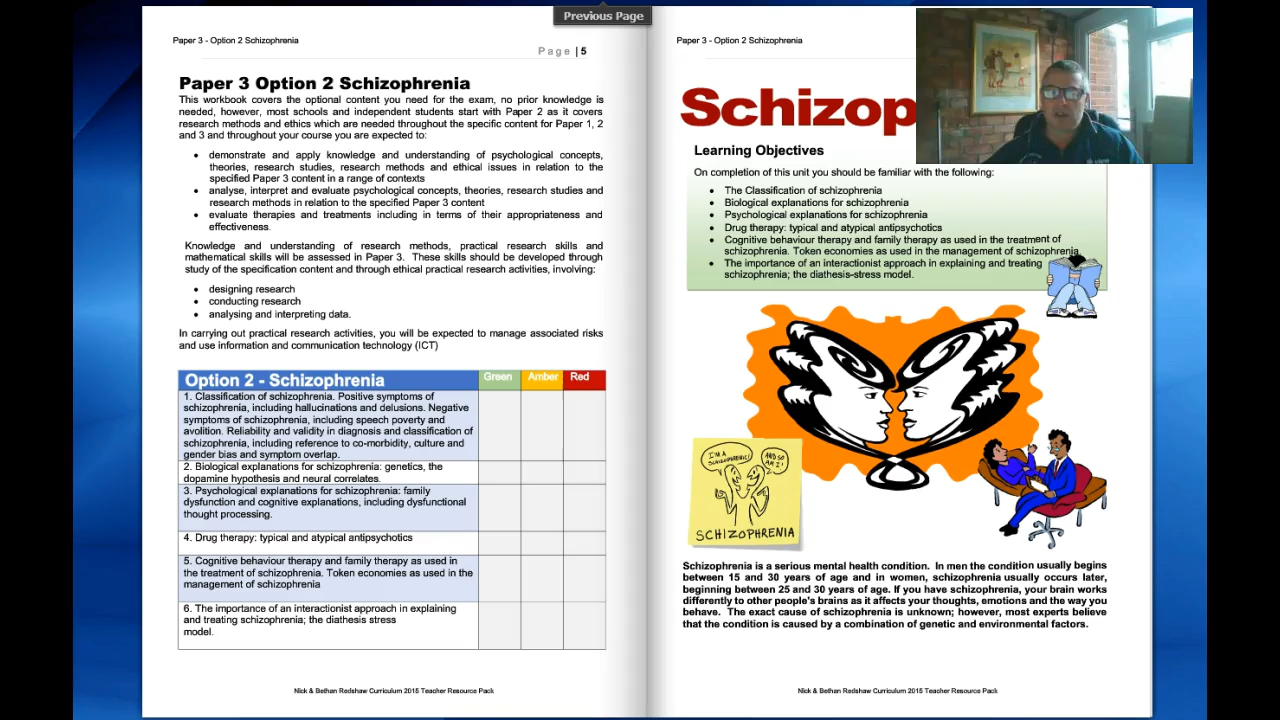 Previous Page
Paper 3 - Option 2 Schizophrenia
Page |5
Paper 3 Option 2 Schizophrenia
This workbook covers the optional content you need for the exam, no prior knowledge is
needed, however, most schools and independent students start with Paper 2 as it covers
research methods and ethics which are needed throughout the specific content for Paper 1, 2
and 3 and throughout your course you are expected to:
• demonstrate and apply knowledge and understanding of psychological concepts,
theories, research studies, research methods and ethical issues in relation to the
specified Paper 3 content in a range of contexts
• analyse, interpret and evaluate psychological concepts, theories, research studies and
research methods in relation to the specified Paper 3 content
• evaluate therapies and treatments including in terms of their appropriateness and
effectiveness.
Knowledge and understanding of research methods, practical research skills and
mathematical skills will be assessed in Paper 3. These skills should be developed through
study of the specification content and through ethical practical research activities, involving:
• designing research
• conducting research
• analysing and interpreting data.
In carrying out practical research activities, you will be expected to manage associated risks
and use information and communication technology (ICT)
Option 2 - Schizophrenia Green Amber Red
1. Classification of schizophrenia. Positive symptoms of
schizophrenia, including hallucinations and delusions. Negative
symptoms of schizophrenia, including speech poverty and
avolition. Reliability and validity in diagnosis and classification of
schizophrenia, including reference to co-morbidity, culture and
gender bias and symptom overlap.
2. Biological explanations for schizophrenia: genetics, the
dopamine hypothesis and neural correlates.
3. Psychological explanations for schizophrenia: family
dysfunction and cognitive explanations, including dysfunctional
thought processing.
4. Drug therapy: typical and atypical antipsychotics
5. Cognitive behaviour therapy and family therapy as used in
the treatment of schizophrenia. Token economies as used in the
management of schizophrenia
6. The importance of an interactionist approach in explaining
and treating schizophrenia; the diathesis stress
model.
Nick & Bethan Redshaw Curriculum 2015 Teacher Resource Pack
Paper 3 - Option 2 Schizophrenia
Schizop
Learning Objectives
On completion of this unit you should be familiar with the following:
• The Classification of schizophrenia
• Biological explanations for schizophrenia
• Psychological explanations for schizophrenia
• Drug therapy: typical and atypical antipsychotics
• Cognitive behaviour therapy and family therapy as used in the treatment of
schizophrenia. Token economies as used in the management of schizophrenia.
• The importance of an interactionist approach in explaining and treating
schizophrenia; the diathesis-stress model.
I'M A
SCHIZOPHRENIC!
AND SO
AM I!
SCHIZOPHRENIA
Schizophrenia is a serious mental health condition. In men the condition usually begins
between 15 and 30 years of age and in women, schizophrenia usually occurs later,
beginning between 25 and 30 years of age. If you have schizophrenia, your brain works
differently to other people's brains as it affects your thoughts, emotions and the way you
behave. The exact cause of schizophrenia is unknown; however, most experts believe
that the condition is caused by a combination of genetic and environmental factors.
Nick & Bethan Redshaw Curriculum 2015 Teacher Resource Pack